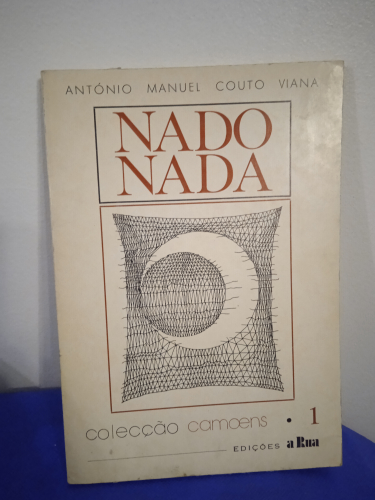 ANTÓNIO MANUEL COUTO VIANA
NADO
NADA
colecção camoens • 1
EDIÇÕES a Rua